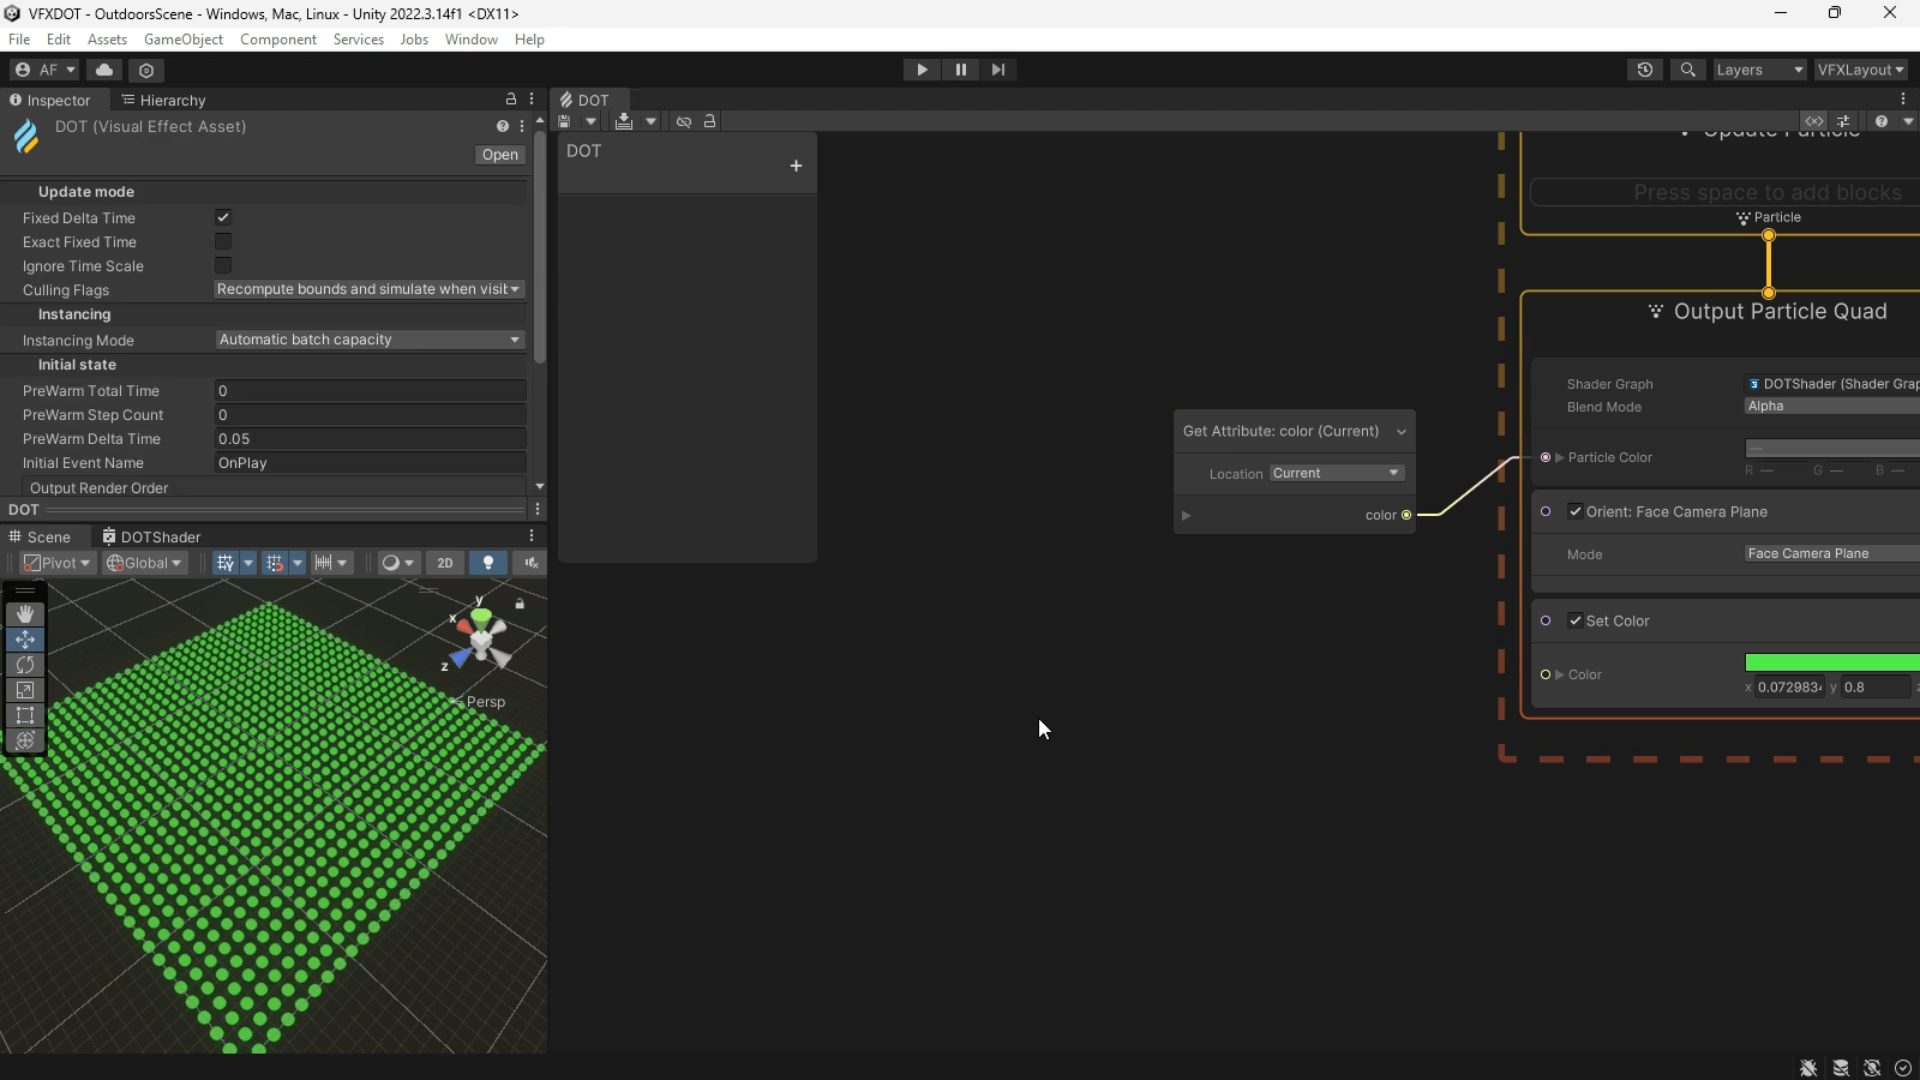 VFXDOT - OutdoorsScene - Windows, Mac, Linux - Unity 2022.3.14f1 <DX11>
File Edit Assets GameObject Component Services Jobs Window Help
AF
Layers
VFXLayout
Inspector
Hierarchy
DOT (Visual Effect Asset)
Open
Update mode
Fixed Delta Time
Exact Fixed Time
Ignore Time Scale
Culling Flags Recompute bounds and simulate when visit
Instancing
Instancing Mode Automatic batch capacity
Initial state
PreWarm Total Time 0
PreWarm Step Count 0
PreWarm Delta Time 0.05
Initial Event Name OnPlay
Output Render Order
DOT
Scene
DOTShader
Pivot
Global
2D
y
x
z
Persp
DOT
DOT
+
Get Attribute: color (Current)
Location Current
color
Update Particle
Press space to add blocks
Particle
Output Particle Quad
Shader Graph DOTShader (Shader Grap
Blend Mode Alpha
Particle Color
R — G — B —
Orient: Face Camera Plane
Mode Face Camera Plane
Set Color
Color
x 0.072983 y 0.8 z